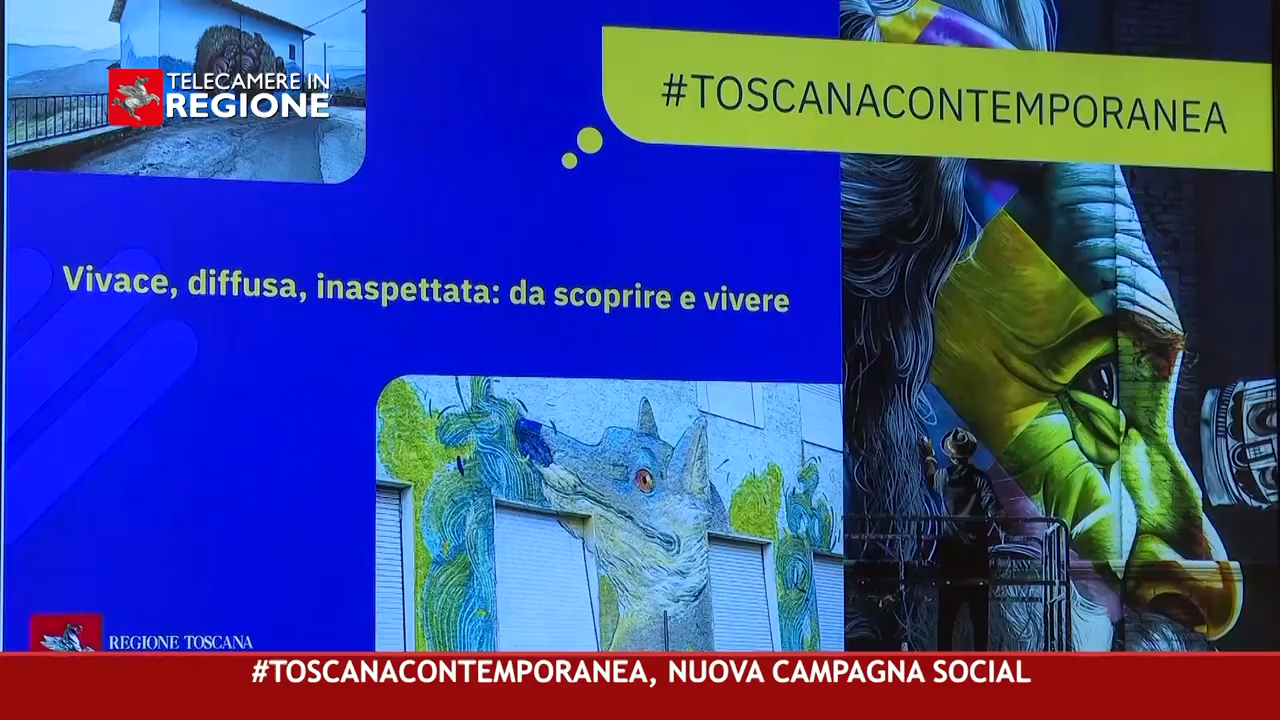 TELECAMERE IN
REGIONE
#TOSCANACONTEMPORANEA
Vivace, diffusa, inaspettata: da scoprire e vivere
REGIONE TOSCANA
#TOSCANACONTEMPORANEA, NUOVA CAMPAGNA SOCIAL